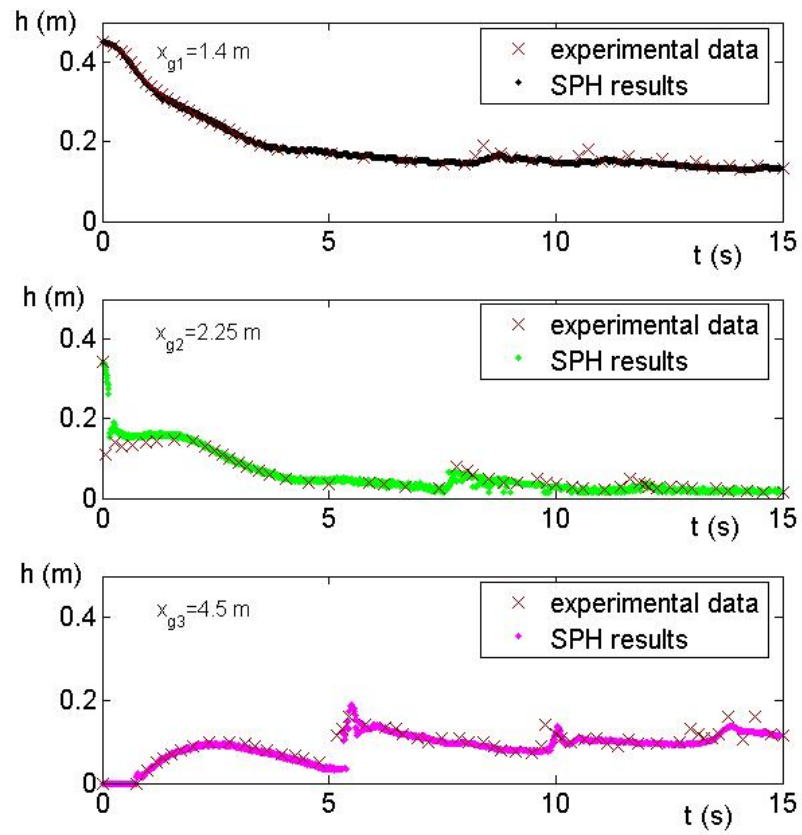 h (m)
0.4
0.2
0
x_g1=1.4 m
× experimental data
SPH results
0 5 10 15
t (s)
h (m)
0.4
0.2
0
x_g2=2.25 m
× experimental data
SPH results
0 5 10 15
t (s)
h (m)
0.4
0.2
0
x_g3=4.5 m
× experimental data
SPH results
0 5 10 15
t (s)